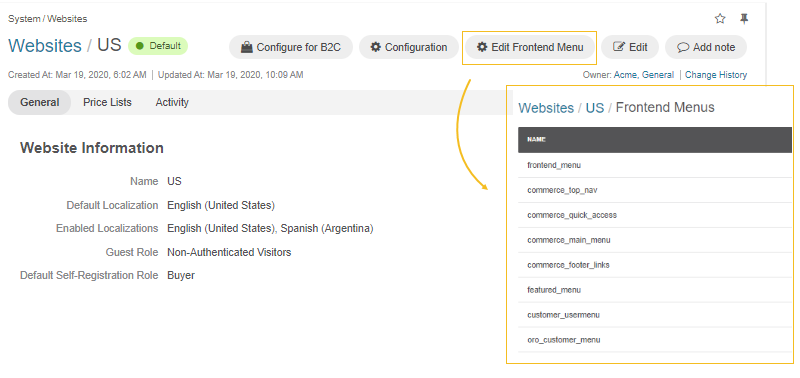 System / Websites
Websites / US Default
Configure for B2C Configuration Edit Frontend Menu Edit Add note
Created At: Mar 19, 2020, 6:02 AM | Updated At: Mar 19, 2020, 10:09 AM
Owner: Acme, General | Change History
General Price Lists Activity
Website Information
Name US
Default Localization English (United States)
Enabled Localizations English (United States), Spanish (Argentina)
Guest Role Non-Authenticated Visitors
Default Self-Registration Role Buyer
Websites / US / Frontend Menus
NAME
frontend_menu
commerce_top_nav
commerce_quick_access
commerce_main_menu
commerce_footer_links
featured_menu
customer_usermenu
oro_customer_menu